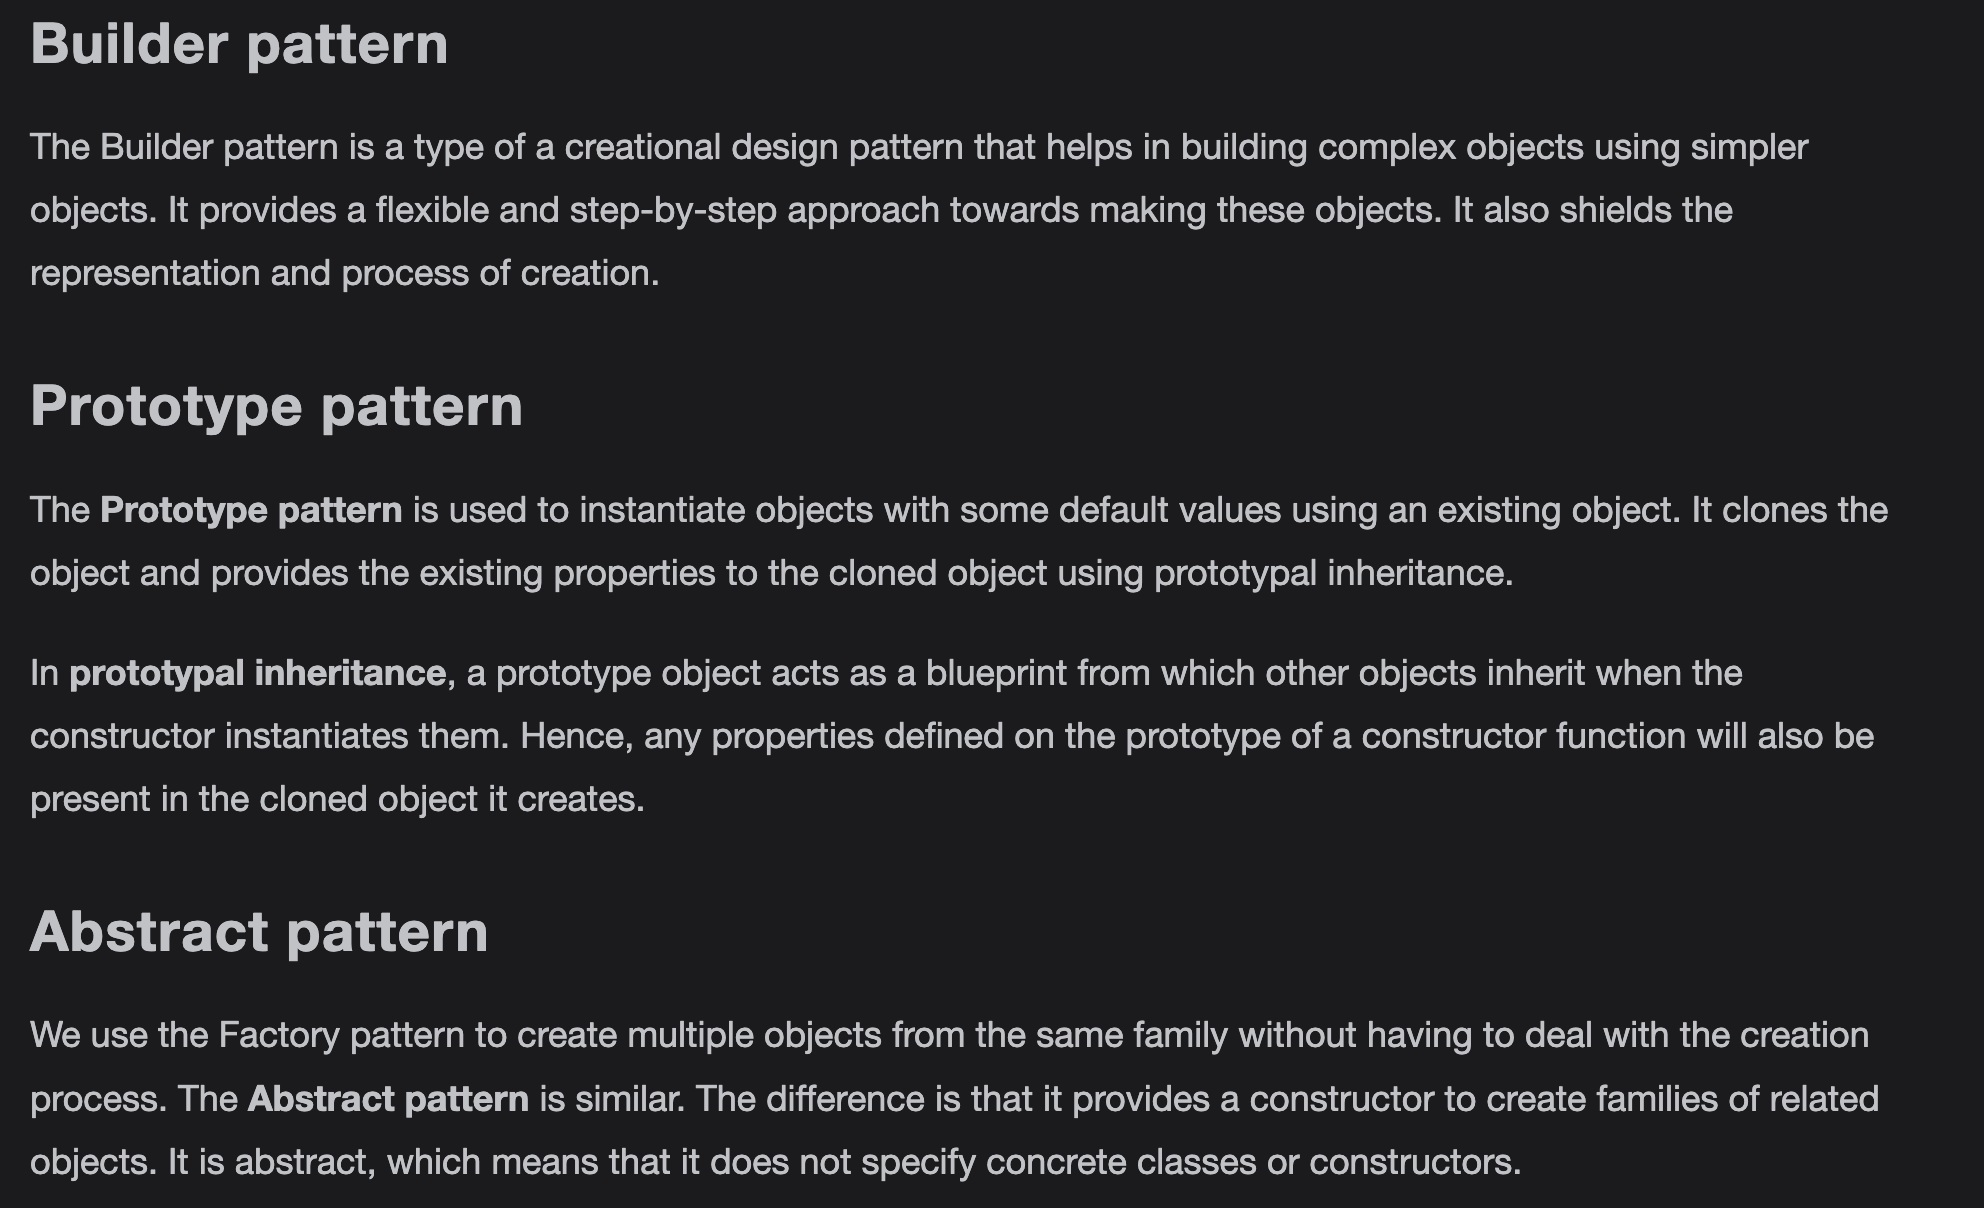 Builder pattern
The Builder pattern is a type of a creational design pattern that helps in building complex objects using simpler
objects. It provides a flexible and step-by-step approach towards making these objects. It also shields the
representation and process of creation.
Prototype pattern
The Prototype pattern is used to instantiate objects with some default values using an existing object. It clones the
object and provides the existing properties to the cloned object using prototypal inheritance.
In prototypal inheritance, a prototype object acts as a blueprint from which other objects inherit when the
constructor instantiates them. Hence, any properties defined on the prototype of a constructor function will also be
present in the cloned object it creates.
Abstract pattern
We use the Factory pattern to create multiple objects from the same family without having to deal with the creation
process. The Abstract pattern is similar. The difference is that it provides a constructor to create families of related
objects. It is abstract, which means that it does not specify concrete classes or constructors.